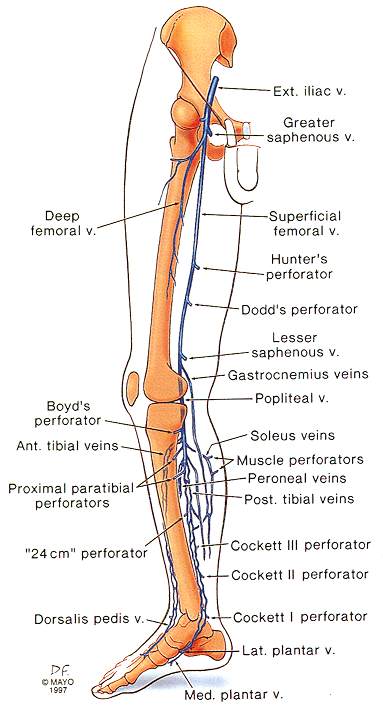 Ext. iliac v.
Greater
saphenous v.
Deep
femoral v.
Superficial
femoral v.
Hunter's
perforator
Dodd's perforator
Lesser
saphenous v.
Gastrocnemius veins
Popliteal v.
Boyd's
perforator
Ant. tibial veins
Soleus veins
Muscle perforators
Proximal paratibial
perforators
Peroneal veins
Post. tibial veins
"24 cm" perforator
Cockett III perforator
Cockett II perforator
Dorsalis pedis v.
Cockett I perforator
Lat. plantar v.
Med. plantar v.
DF.
© MAYO
1997